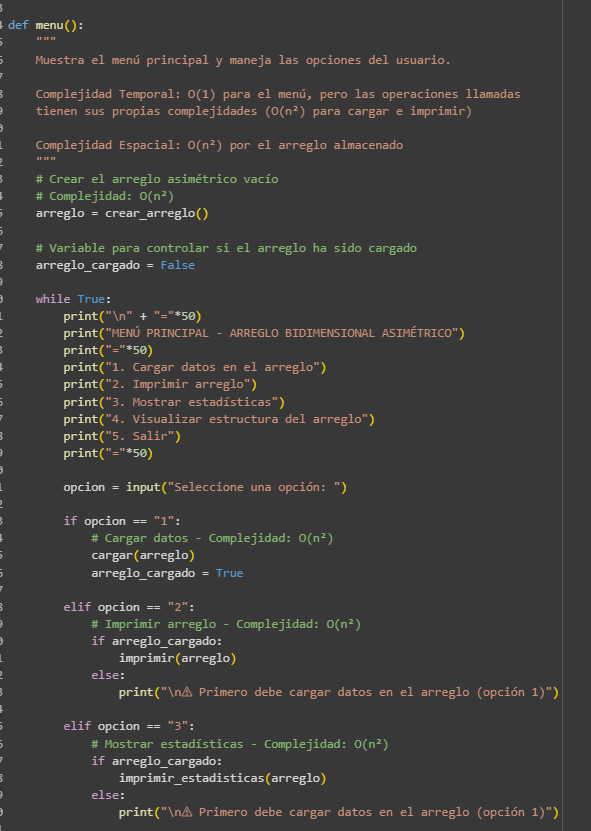 def menu():
    """
    Muestra el menú principal y maneja las opciones del usuario.

    Complejidad Temporal: O(1) para el menú, pero las operaciones llamadas
    tienen sus propias complejidades (O(n²) para cargar e imprimir)

    Complejidad Espacial: O(n²) por el arreglo almacenado
    """
    # Crear el arreglo asimétrico vacío
    # Complejidad: O(n²)
    arreglo = crear_arreglo()

    # Variable para controlar si el arreglo ha sido cargado
    arreglo_cargado = False

    while True:
        print("\n" + "="*50)
        print("MENÚ PRINCIPAL - ARREGLO BIDIMENSIONAL ASIMÉTRICO")
        print("="*50)
        print("1. Cargar datos en el arreglo")
        print("2. Imprimir arreglo")
        print("3. Mostrar estadísticas")
        print("4. Visualizar estructura del arreglo")
        print("5. Salir")
        print("="*50)

        opcion = input("Seleccione una opción: ")

        if opcion == "1":
            # Cargar datos - Complejidad: O(n²)
            cargar(arreglo)
            arreglo_cargado = True

        elif opcion == "2":
            # Imprimir arreglo - Complejidad: O(n²)
            if arreglo_cargado:
                imprimir(arreglo)
            else:
                print("\n⚠ Primero debe cargar datos en el arreglo (opción 1)")

        elif opcion == "3":
            # Mostrar estadísticas - Complejidad: O(n²)
            if arreglo_cargado:
                imprimir_estadisticas(arreglo)
            else:
                print("\n⚠ Primero debe cargar datos en el arreglo (opción 1)")